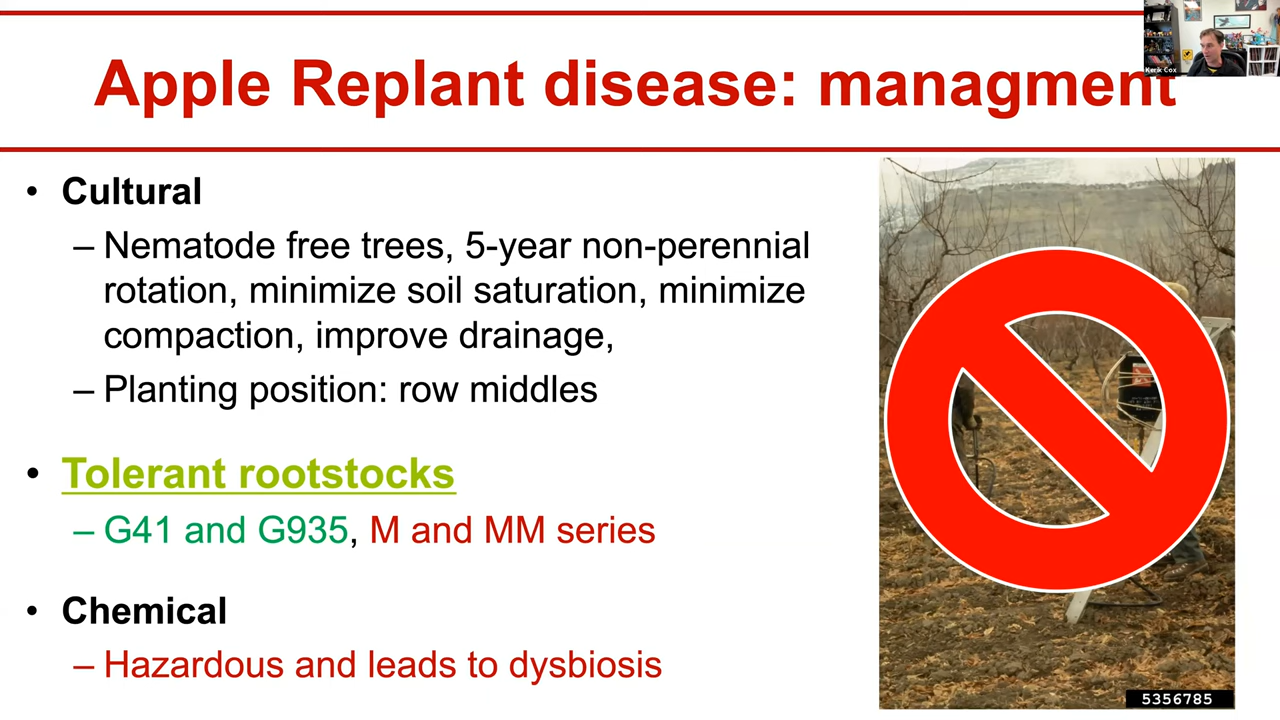 Apple Replant disease: managment
Kerik Cox
• Cultural
– Nematode free trees, 5-year non-perennial
rotation, minimize soil saturation, minimize
compaction, improve drainage,
– Planting position: row middles
• Tolerant rootstocks
– G41 and G935, M and MM series
• Chemical
– Hazardous and leads to dysbiosis
5356785